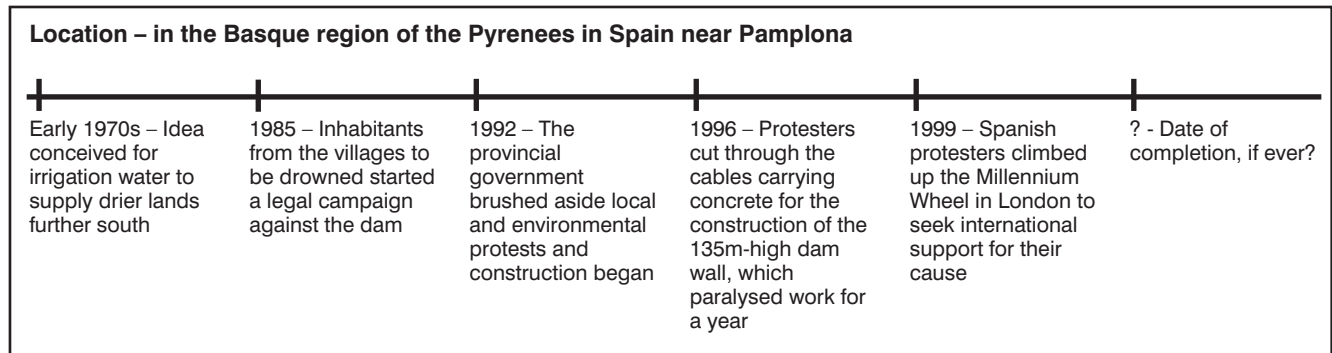 Location – in the Basque region of the Pyrenees in Spain near Pamplona
Early 1970s – Idea
conceived for
irrigation water to
supply drier lands
further south
1985 – Inhabitants
from the villages to
be drowned started
a legal campaign
against the dam
1992 – The
provincial
government
brushed aside local
and environmental
protests and
construction began
1996 – Protesters
cut through the
cables carrying
concrete for the
construction of the
135m-high dam
wall, which
paralysed work for
a year
1999 – Spanish
protesters climbed
up the Millennium
Wheel in London to
seek international
support for their
cause
? - Date of
completion, if ever?